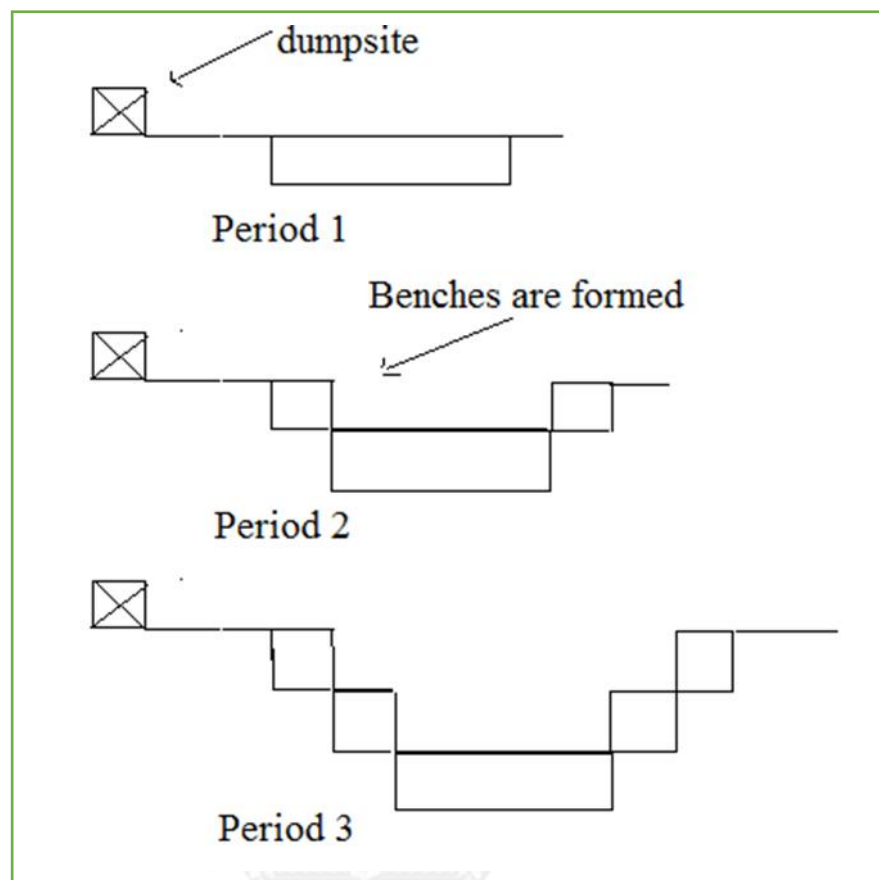 dumpsite
Period 1
Benches are formed
Period 2
Period 3